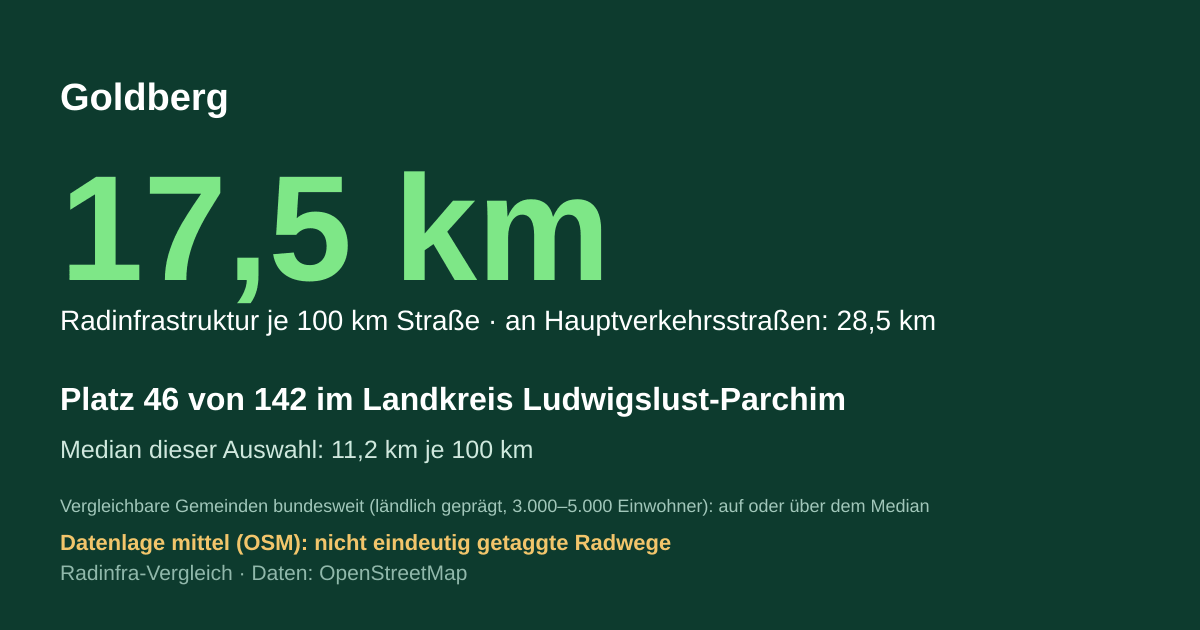 Goldberg
17,5 km
Radinfrastruktur je 100 km Straße · an Hauptverkehrsstraßen: 28,5 km
Platz 46 von 142 im Landkreis Ludwigslust-Parchim
Median dieser Auswahl: 11,2 km je 100 km
Vergleichbare Gemeinden bundesweit (ländlich geprägt, 3.000–5.000 Einwohner): auf oder über dem Median
Datenlage mittel (OSM): nicht eindeutig getaggte Radwege
Radinfra-Vergleich · Daten: OpenStreetMap